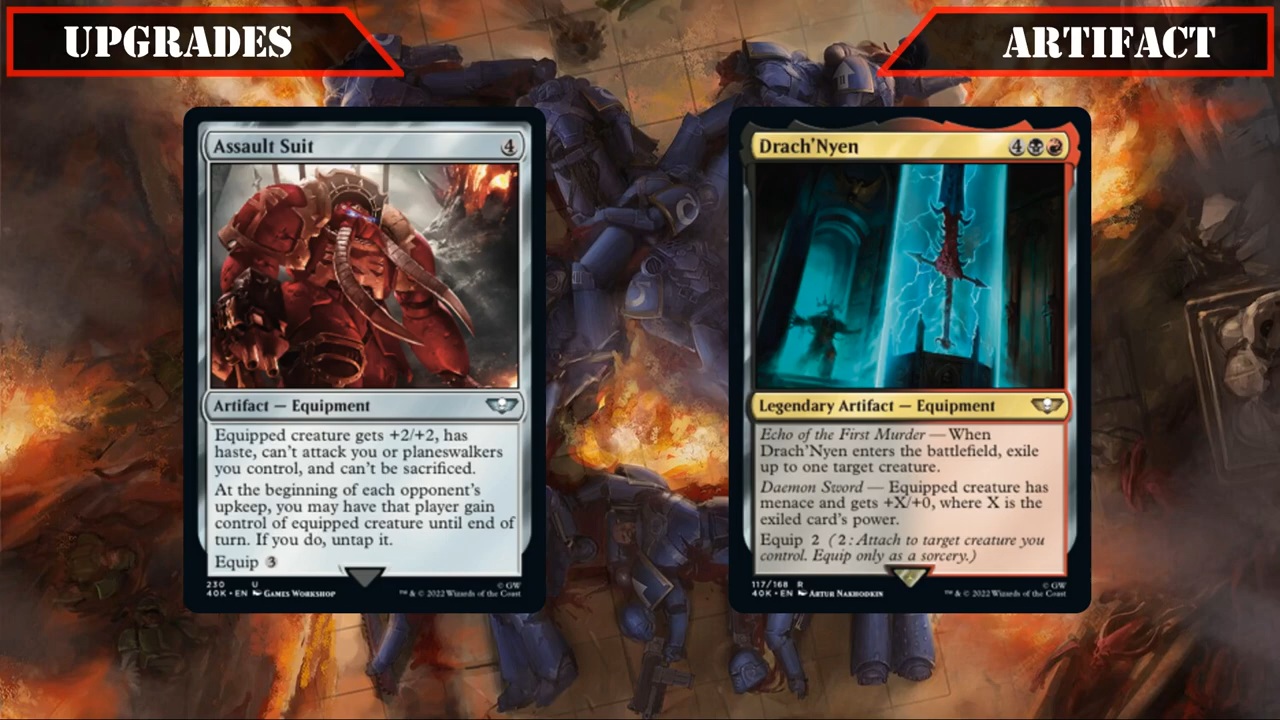 UPGRADES
ARTIFACT
Assault Suit 4
Artifact — Equipment
Equipped creature gets +2/+2, has
haste, can't attack you or planeswalkers
you control, and can't be sacrificed.
At the beginning of each opponent's
upkeep, you may have that player gain
control of equipped creature until end of
turn. If you do, untap it.
Equip 3
230 U
40K • EN Games Workshop
© GW
™ & © 2022 Wizards of the Coast
Drach'Nyen 4
Legendary Artifact — Equipment
Echo of the First Murder — When
Drach'Nyen enters the battlefield, exile
up to one target creature.
Daemon Sword — Equipped creature has
menace and gets +X/+0, where X is the
exiled card's power.
Equip 2 (2: Attach to target creature you
control. Equip only as a sorcery.)
117/168 R
40K • EN Artur Nakhodkin
© GW
™ & © 2022 Wizards of the Coast